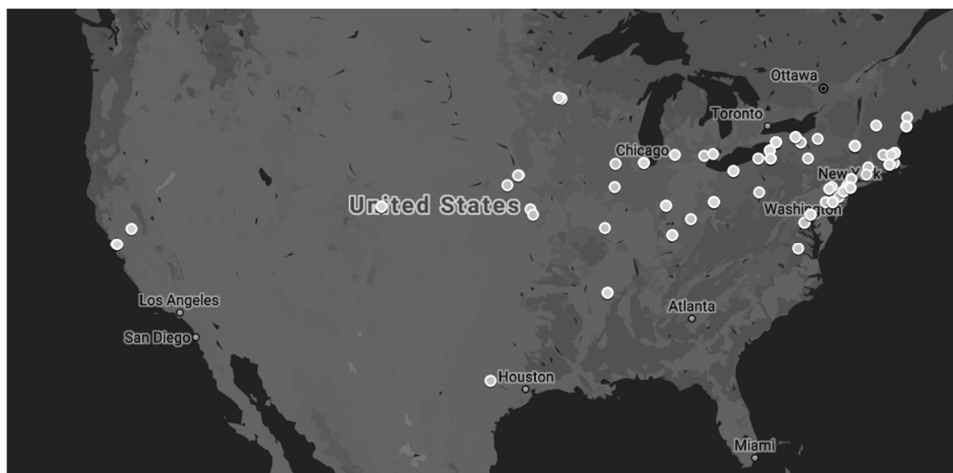 Ottawa
Toronto
Chicago
New York
United States
Washington
Los Angeles
Atlanta
San Diego
Houston
Miami